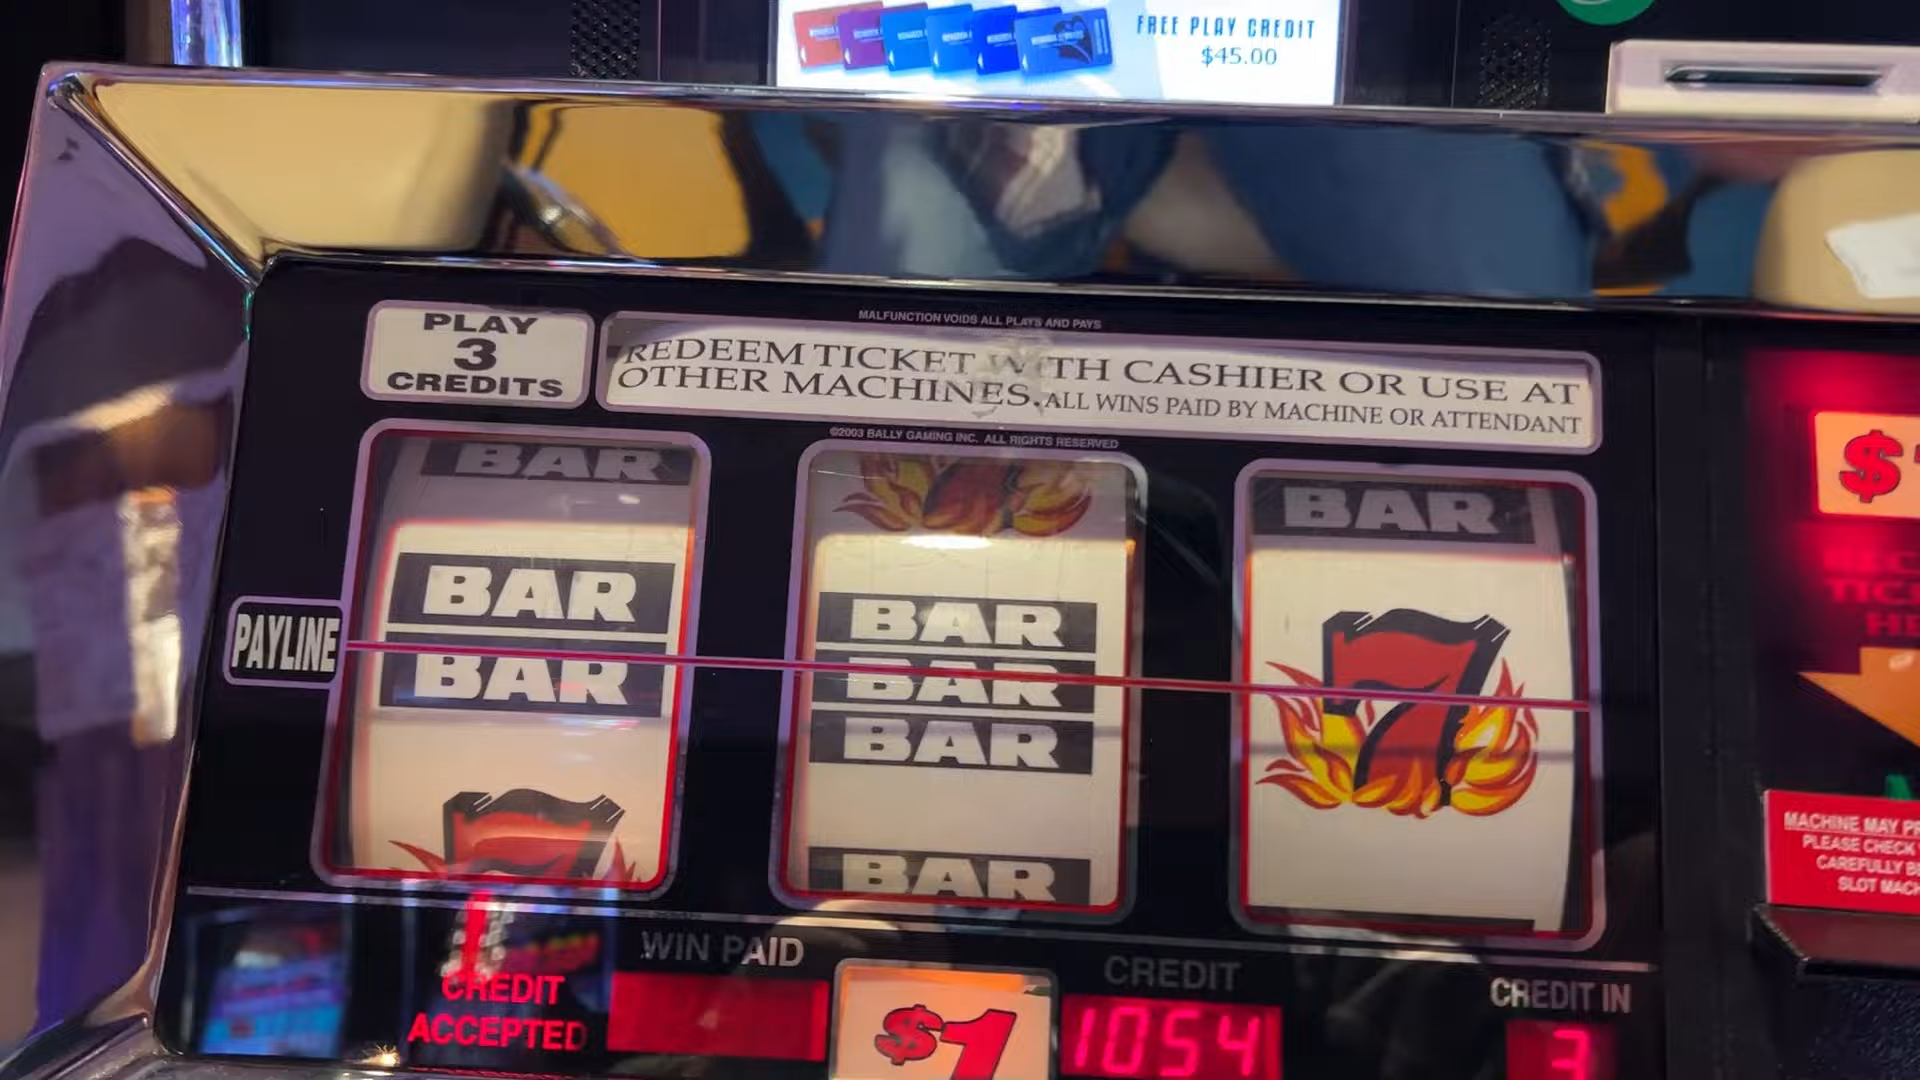 FREE PLAY CREDIT
$45.00
MALFUNCTION VOIDS ALL PLAYS AND PAYS
PLAY
3
CREDITS
REDEEM TICKET WITH CASHIER OR USE AT
OTHER MACHINES. ALL WINS PAID BY MACHINE OR ATTENDANT
©2003 BALLY GAMING INC. ALL RIGHTS RESERVED
BAR
BAR
BAR
BAR
BAR
BAR
BAR
BAR
7
PAYLINE
$
MACHINE MAY
PLEASE CHECK
CAREFULLY
SLOT
WIN PAID
CREDIT
ACCEPTED
$1
CREDIT
1054
CREDIT IN
3